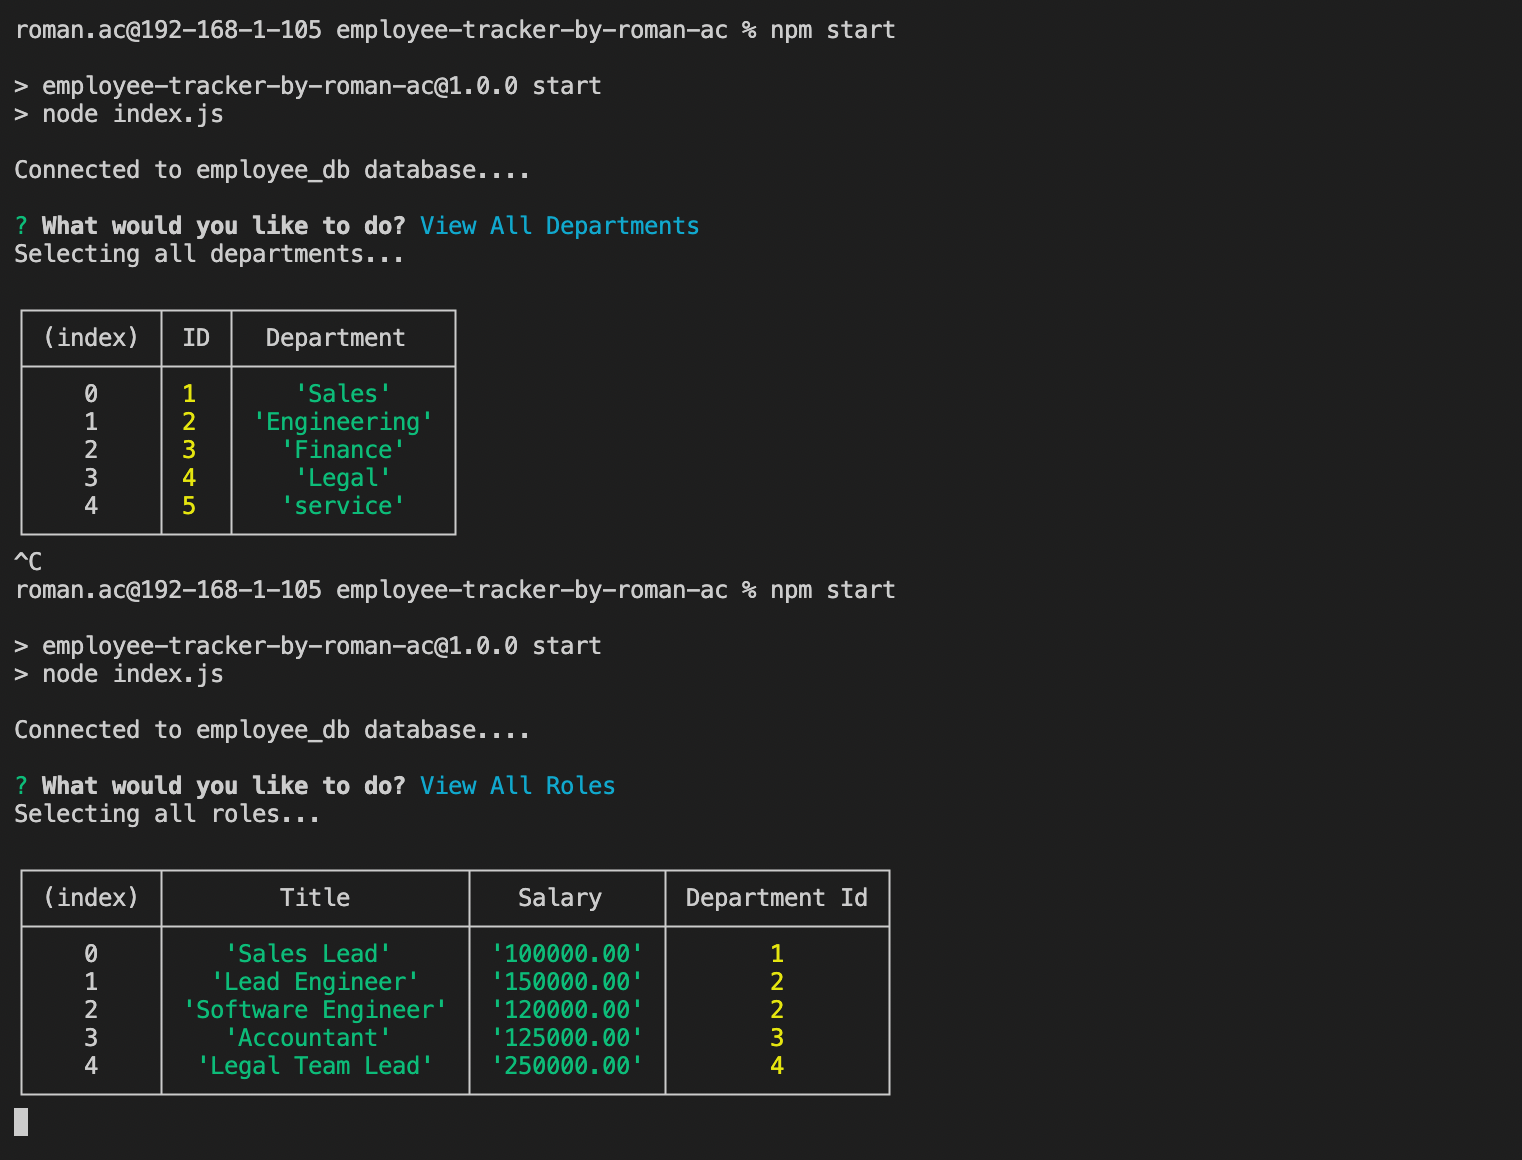 roman.ac@192-168-1-105 employee-tracker-by-roman-ac % npm start
> employee-tracker-by-roman-ac@1.0.0 start
> node index.js
Connected to employee_db database....
? What would you like to do? View All Departments
Selecting all departments...
(index) ID Department
0 1 'Sales'
1 2 'Engineering'
2 3 'Finance'
3 4 'Legal'
4 5 'service'
^C
roman.ac@192-168-1-105 employee-tracker-by-roman-ac % npm start
> employee-tracker-by-roman-ac@1.0.0 start
> node index.js
Connected to employee_db database....
? What would you like to do? View All Roles
Selecting all roles...
(index) Title Salary Department Id
0 'Sales Lead' '100000.00' 1
1 'Lead Engineer' '150000.00' 2
2 'Software Engineer' '120000.00' 2
3 'Accountant' '125000.00' 3
4 'Legal Team Lead' '250000.00' 4